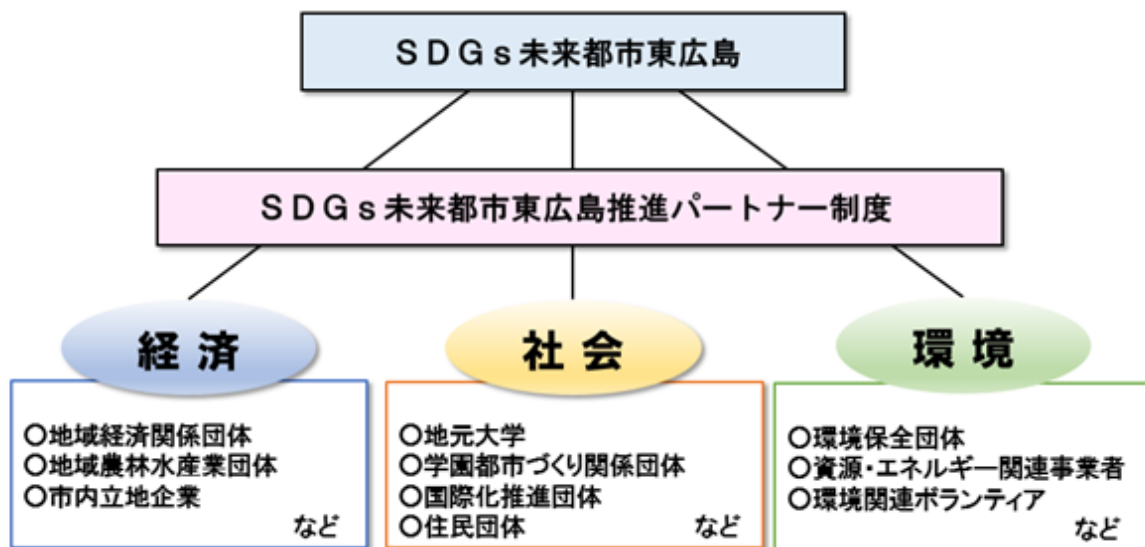 SDGs未来都市東広島
SDGs未来都市東広島推進パートナー制度
経済
〇地域経済関係団体
〇地域農林水産業団体
〇市内立地企業
など
社会
〇地元大学
〇学園都市づくり関係団体
〇国際化推進団体
〇住民団体 など
環境
〇環境保全団体
〇資源・エネルギー関連事業者
〇環境関連ボランティア
など